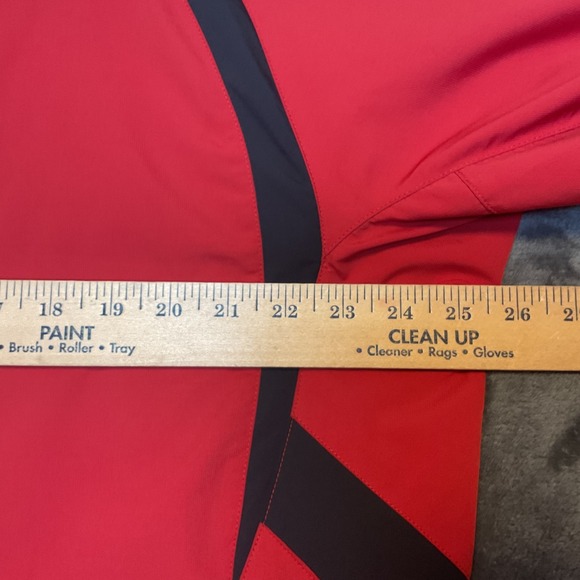 18 19 20 21 22 23 24 25 26
PAINT CLEAN UP
• Brush • Roller • Tray • Cleaner • Rags • Gloves